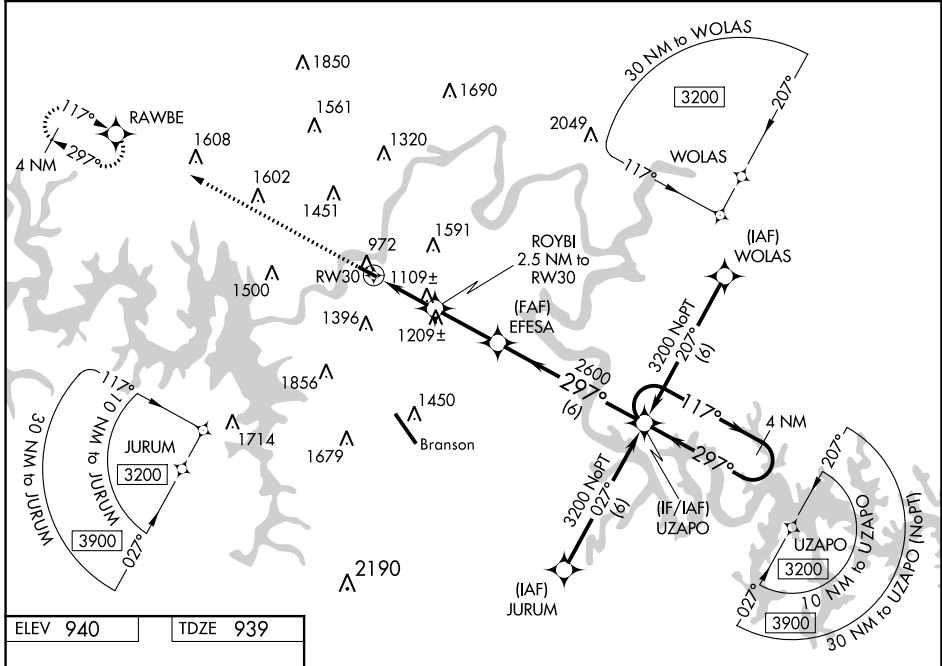 1850
1690
1561
1608
1320
1602
1451
2049
117°
297°
4 NM
RAWBE
30 NM to WOLAS
3200
207°
WOLAS
117°
972
RW30
1109±
1591
1500
1396
1209±
ROYBI
2.5 NM to
RW30
(FAF)
EFESA
(IAF)
WOLAS
3200 NoPT
207°
(6)
2600
297°
(6)
117°
4 NM
297°
1856
1450
Branson
1714
1679
117°
10 NM to JURUM
30 NM to JURUM
JURUM
3200
3900
027°
3200 NoPT
027°
(6)
(IF/IAF)
UZAPO
(IAF)
JURUM
207°
UZAPO
3200
10 NM to UZAPO
3900
30 NM to UZAPO (NoPT)
027°
2190
ELEV 940
TDZE 939